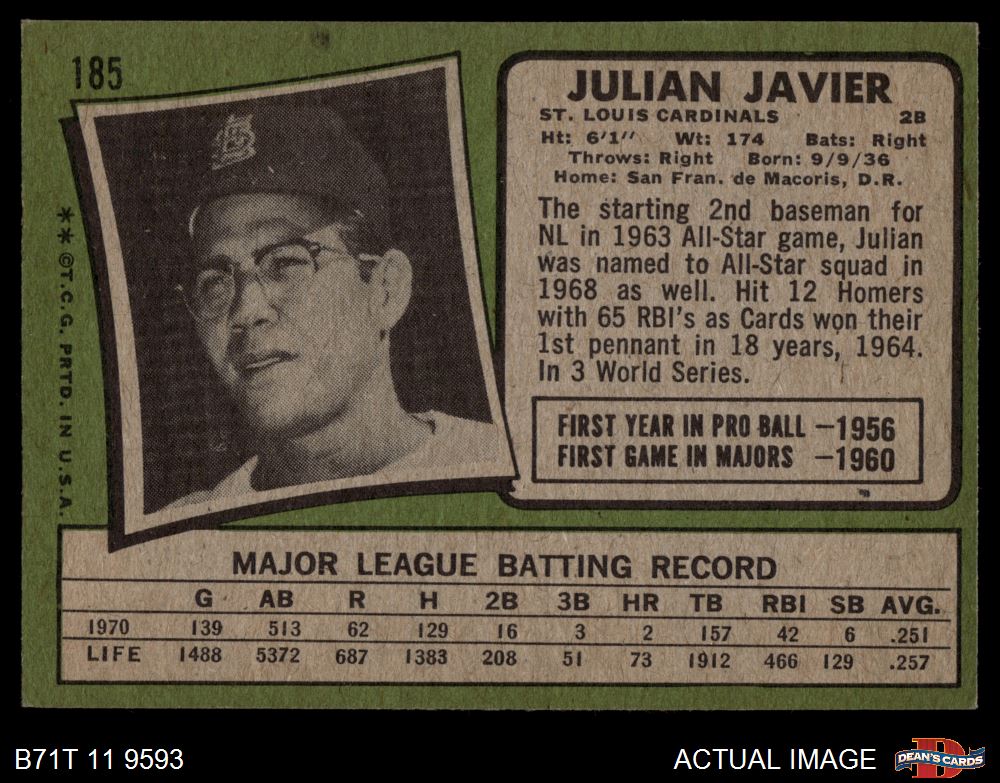 185
** ©T.C.G. PRTD. IN U.S.A.
JULIAN JAVIER
ST. LOUIS CARDINALS 2B
Ht: 6'1" Wt: 174 Bats: Right
Throws: Right Born: 9/9/36
Home: San Fran. de Macoris, D.R.
The starting 2nd baseman for
NL in 1963 All-Star game, Julian
was named to All-Star squad in
1968 as well. Hit 12 Homers
with 65 RBI's as Cards won their
1st pennant in 18 years, 1964.
In 3 World Series.
FIRST YEAR IN PRO BALL –1956
FIRST GAME IN MAJORS –1960
MAJOR LEAGUE BATTING RECORD
G AB R H 2B 3B HR TB RBI SB AVG.
1970 139 513 62 129 16 3 2 157 42 6 .251
LIFE 1488 5372 687 1383 208 51 73 1912 466 129 .257
B71T 11 9593 ACTUAL IMAGE
DEAN'S CARDS